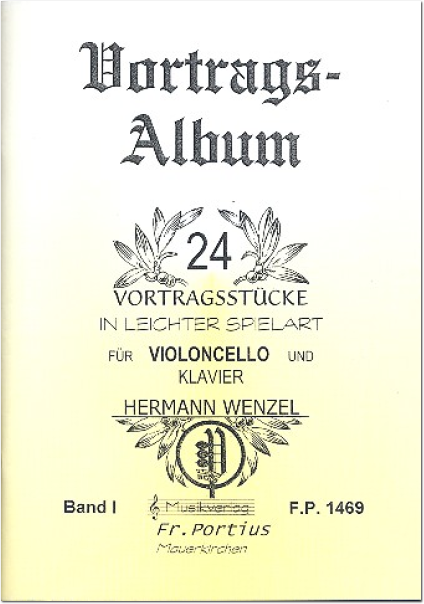 Vortrags-
Album
24
VORTRAGSSTÜCKE
IN LEICHTER SPIELART
FÜR VIOLONCELLO UND
KLAVIER
HERMANN WENZEL
Band I Musikverlag F.P. 1469
Fr. Portius
Mauerkirchen